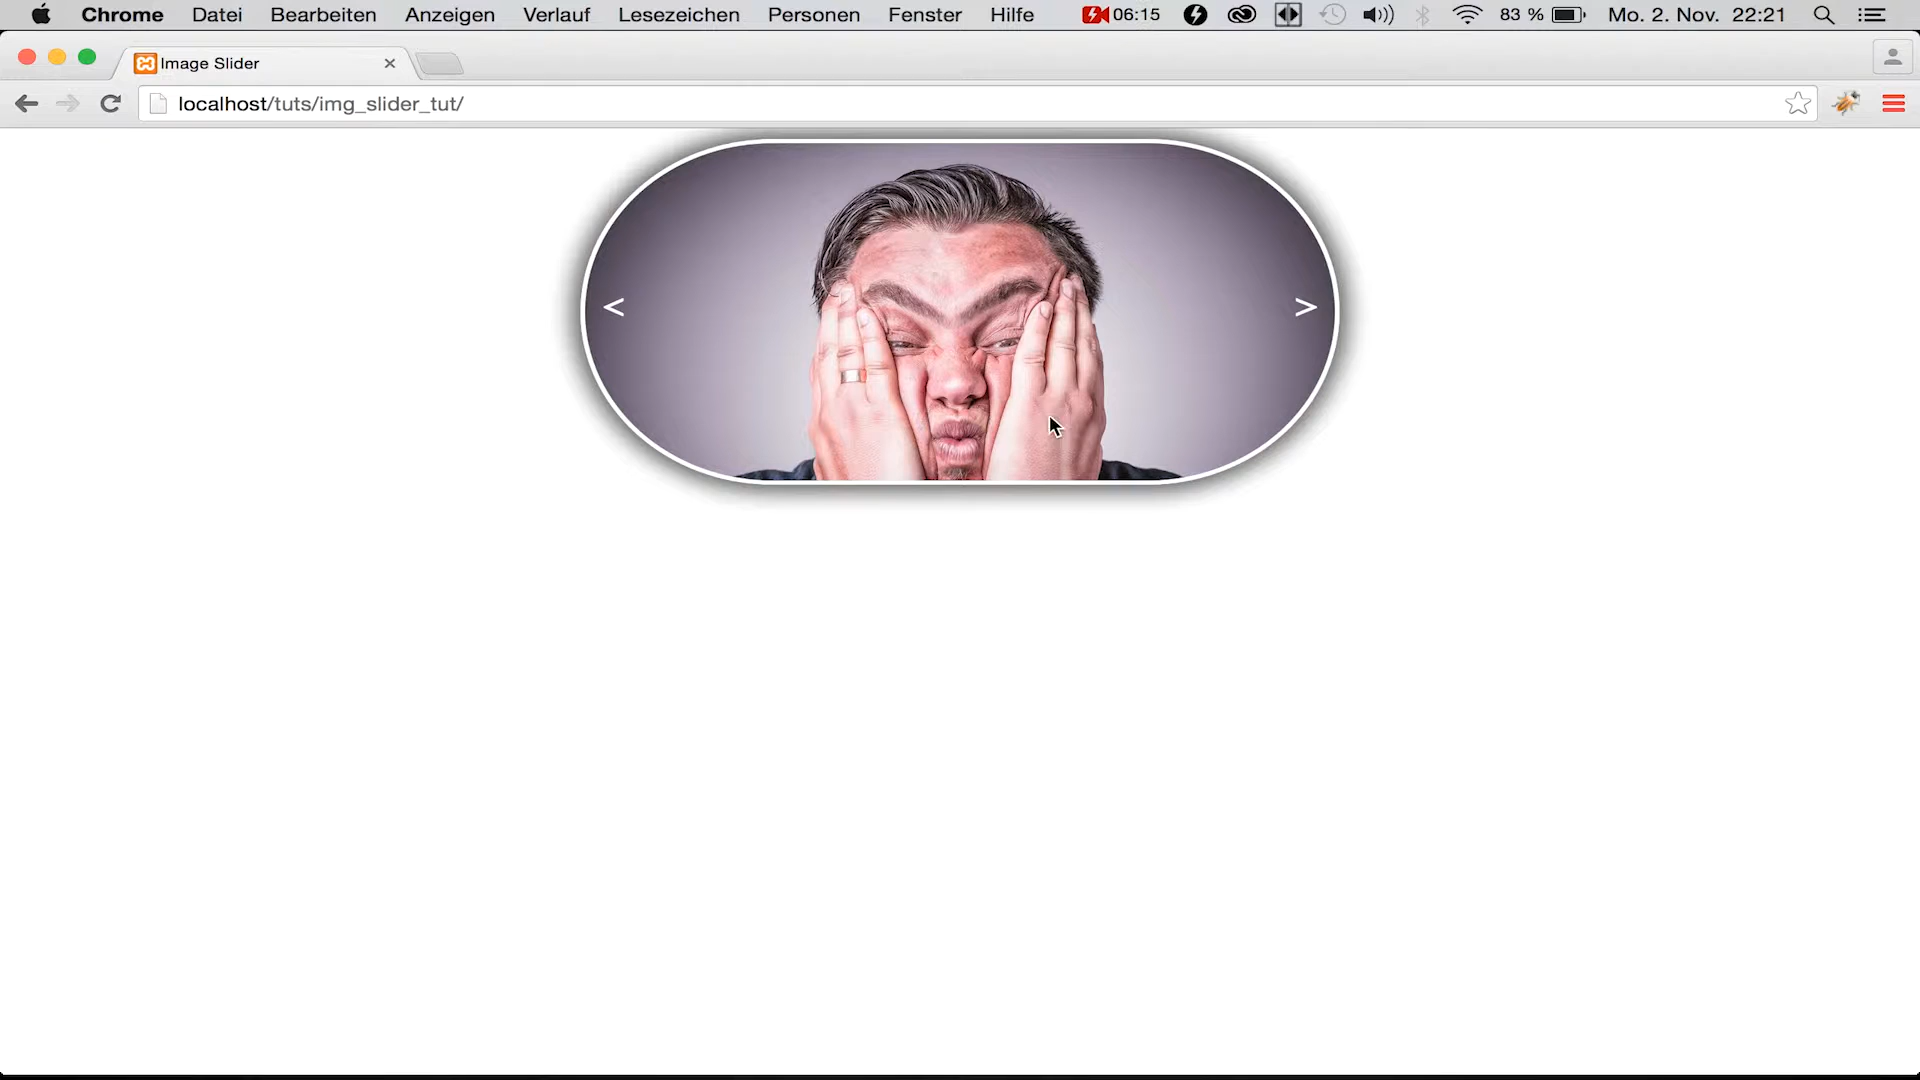 Chrome Datei Bearbeiten Anzeigen Verlauf Lesezeichen Personen Fenster Hilfe 06:15 83 % Mo. 2. Nov. 22:21
Image Slider
localhost/tuts/img_slider_tut/
< >